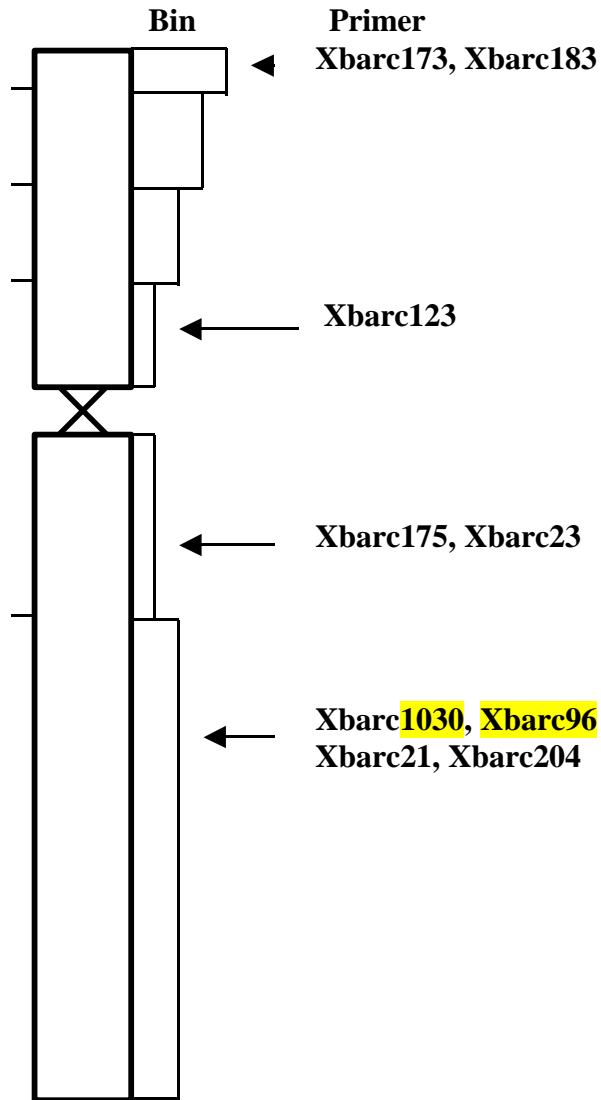 Bin Primer
Xbarc173, Xbarc183
Xbarc123
Xbarc175, Xbarc23
Xbarc1030, Xbarc96
Xbarc21, Xbarc204